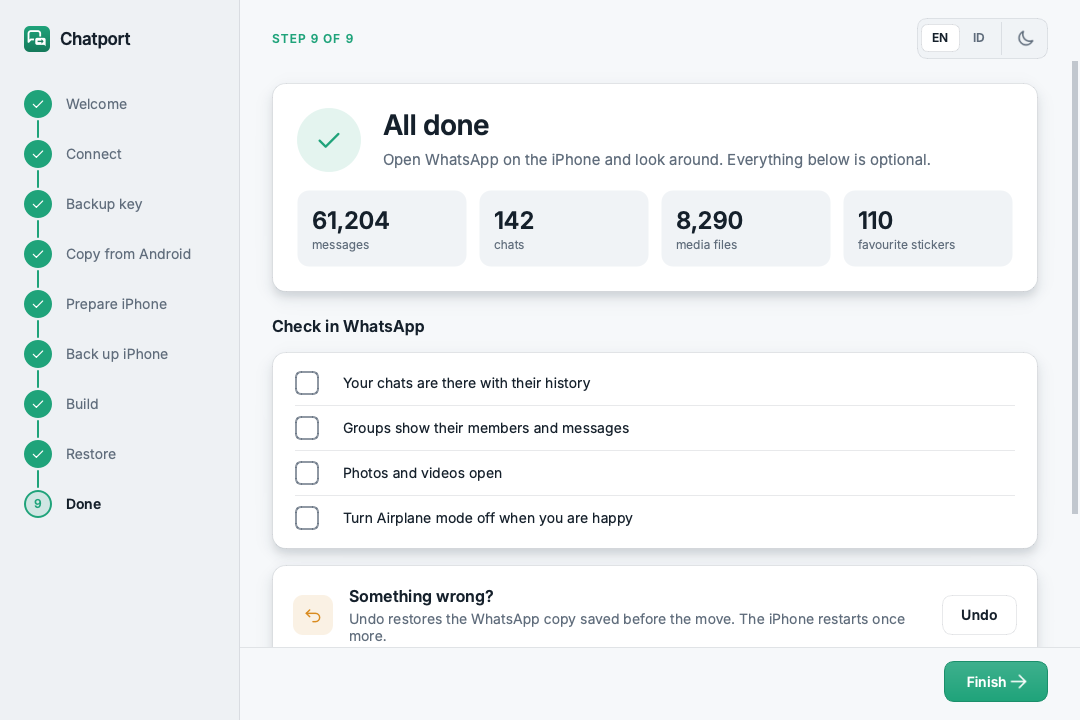 Chatport
Welcome
Connect
Backup key
Copy from Android
Prepare iPhone
Back up iPhone
Build
Restore
9 Done
STEP 9 OF 9
EN ID
All done
Open WhatsApp on the iPhone and look around. Everything below is optional.
61,204
messages
142
chats
8,290
media files
110
favourite stickers
Check in WhatsApp
Your chats are there with their history
Groups show their members and messages
Photos and videos open
Turn Airplane mode off when you are happy
Something wrong?
Undo restores the WhatsApp copy saved before the move. The iPhone restarts once
more.
Undo
Finish